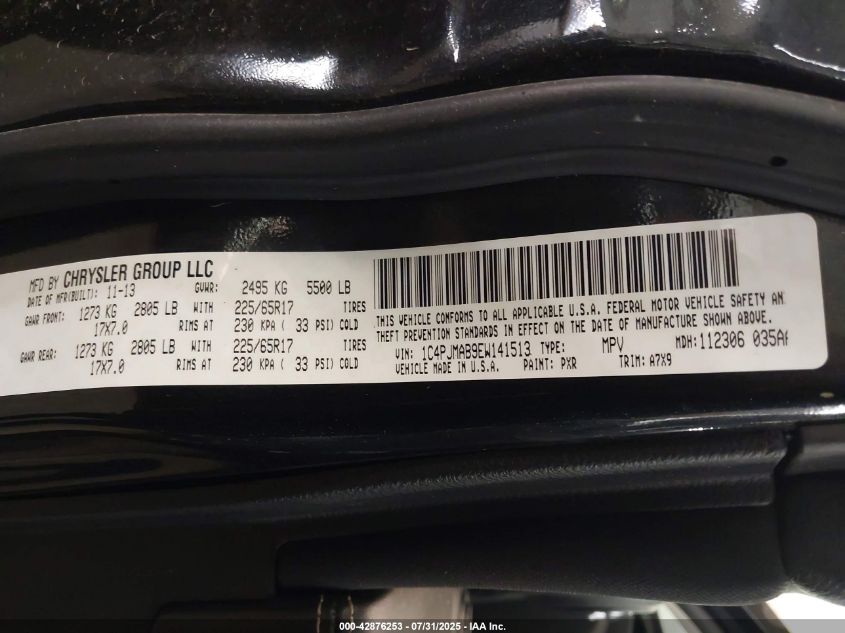 MFD BY CHRYSLER GROUP LLC
DATE OF MFR(BUILT): 11-13 GVWR: 2495 KG 5500 LB
GAWR FRONT: 1273 KG 2805 LB WITH 225/65R17 TIRES
17X7.0 RIMS AT 230 KPA ( 33 PSI) COLD
GAWR REAR: 1273 KG 2805 LB WITH 225/65R17 TIRES
17X7.0 RIMS AT 230 KPA ( 33 PSI) COLD
THIS VEHICLE CONFORMS TO ALL APPLICABLE U.S.A. FEDERAL MOTOR VEHICLE SAFETY AN
THEFT PREVENTION STANDARDS IN EFFECT ON THE DATE OF MANUFACTURE SHOWN ABOVE.
VIN: 1C4PJMAB9EW141513 TYPE: MPV MDH: 112306 035A
VEHICLE MADE IN U.S.A. PAINT: PXR TRIM: A7X9
000-42876253 - 07/31/2025 - IAA Inc.